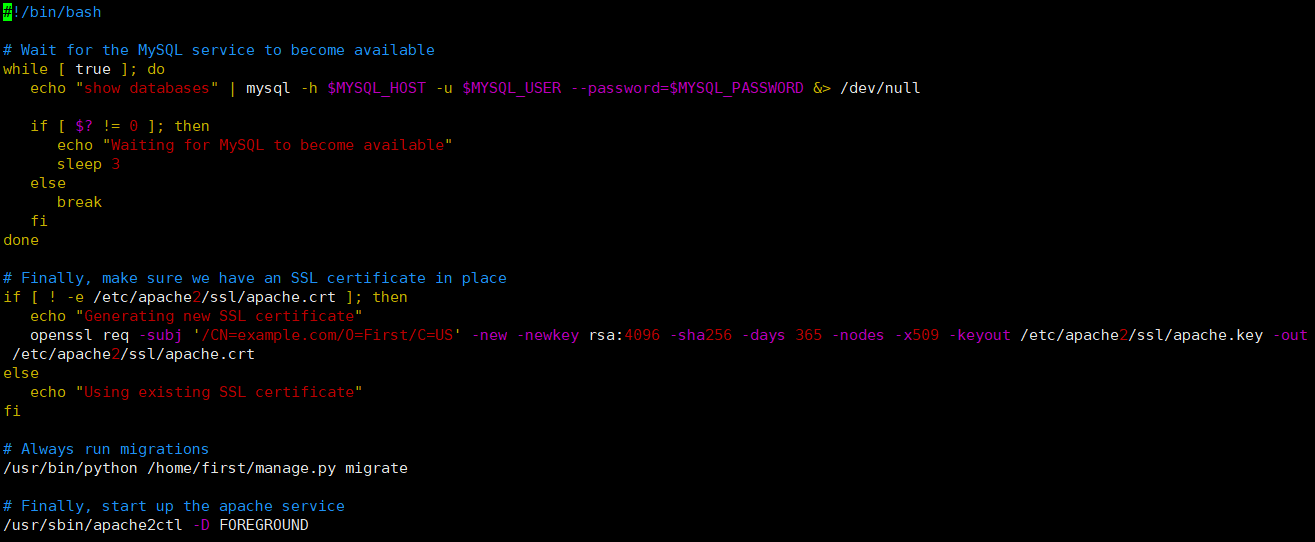 #!/bin/bash
# Wait for the MySQL service to become available
while [ true ]; do
   echo "show databases" | mysql -h $MYSQL_HOST -u $MYSQL_USER --password=$MYSQL_PASSWORD &> /dev/null
   if [ $? != 0 ]; then
      echo "Waiting for MySQL to become available"
      sleep 3
   else
      break
   fi
done
# Finally, make sure we have an SSL certificate in place
if [ ! -e /etc/apache2/ssl/apache.crt ]; then
   echo "Generating new SSL certificate"
   openssl req -subj '/CN=example.com/O=First/C=US' -new -newkey rsa:4096 -sha256 -days 365 -nodes -x509 -keyout /etc/apache2/ssl/apache.key -out
 /etc/apache2/ssl/apache.crt
else
   echo "Using existing SSL certificate"
fi
# Always run migrations
/usr/bin/python /home/first/manage.py migrate
# Finally, start up the apache service
/usr/sbin/apache2ctl -D FOREGROUND